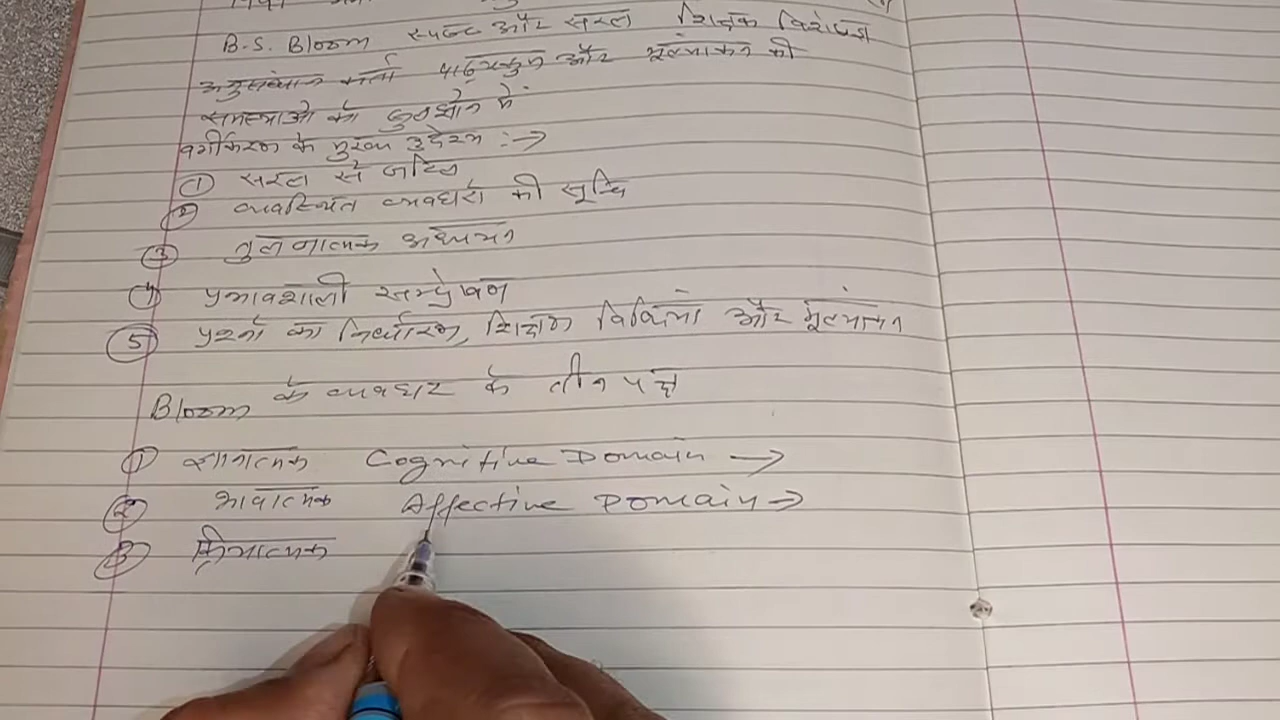 B.S. Bloom स्पष्ट और सरल शिक्षक विशेषज्ञ
अनुसंधान कर्ता पाठ्यक्रम और मूल्यांकन की
समस्याओ को में
वर्गीकरण के मुख्य उद्देश्य :→
① सरल से जटिल
② व्यवस्थित व्यवहारो की सूचि
③ तुलनात्मक अध्ययन
④ प्रभावशाली सम्प्रेषण
⑤ प्रश्नो का निर्धारण, शिक्षण विधियां और मूल्यांकन
Bloom के व्यवहार के तीन पक्ष
① ज्ञानात्मक Cognitive Domain →
② भावात्मक Affective Domain →
③ क्रियात्मक